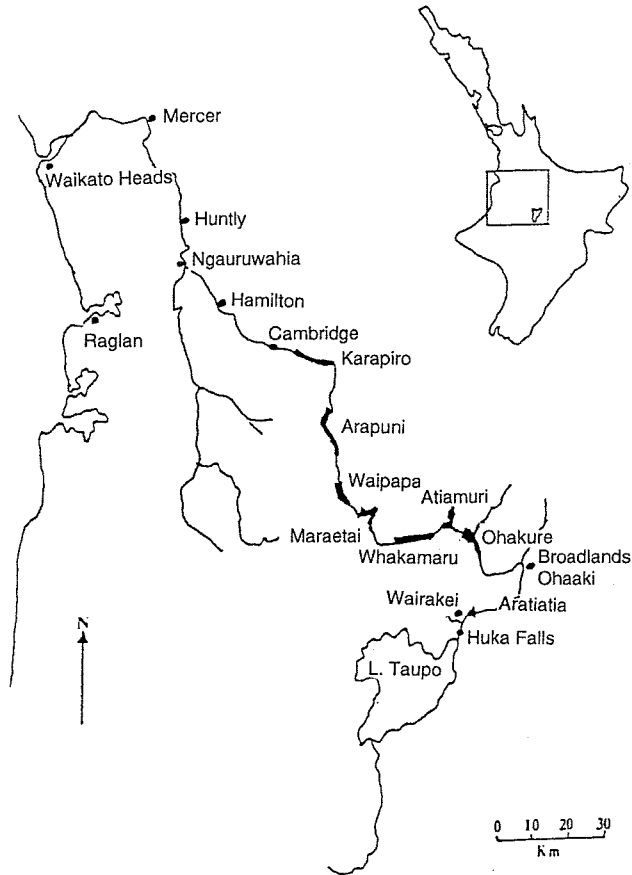 Mercer
Waikato Heads
Huntly
Ngauruwahia
Hamilton
Raglan
Cambridge
Karapiro
Arapuni
Waipapa
Atiamuri
Maraetai
Ohakure
Whakamaru
Broadlands
Ohaaki
Wairakei
Aratiatia
N
Huka Falls
L. Taupo
0 10 20 30
Km